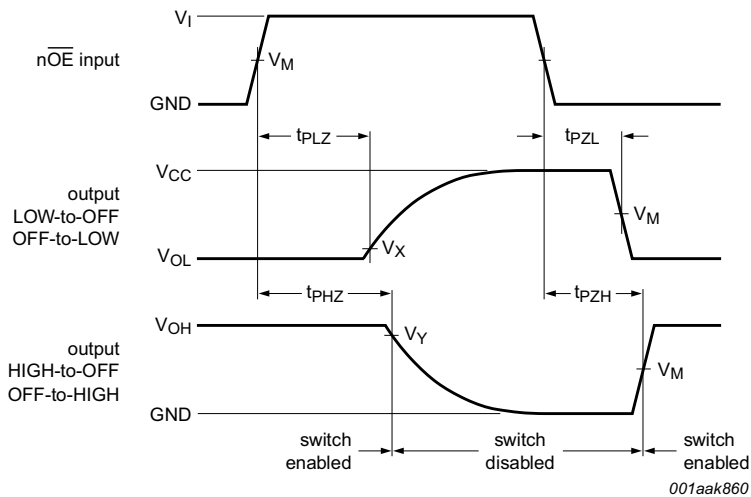 V_I
nOE input
V_M
GND
t_PLZ
t_PZL
V_CC
output
LOW-to-OFF
OFF-to-LOW
V_M
V_X
V_OL
t_PHZ
t_PZH
V_OH
V_Y
output
HIGH-to-OFF
OFF-to-HIGH
V_M
GND
switch
enabled
switch
disabled
switch
enabled
001aak860